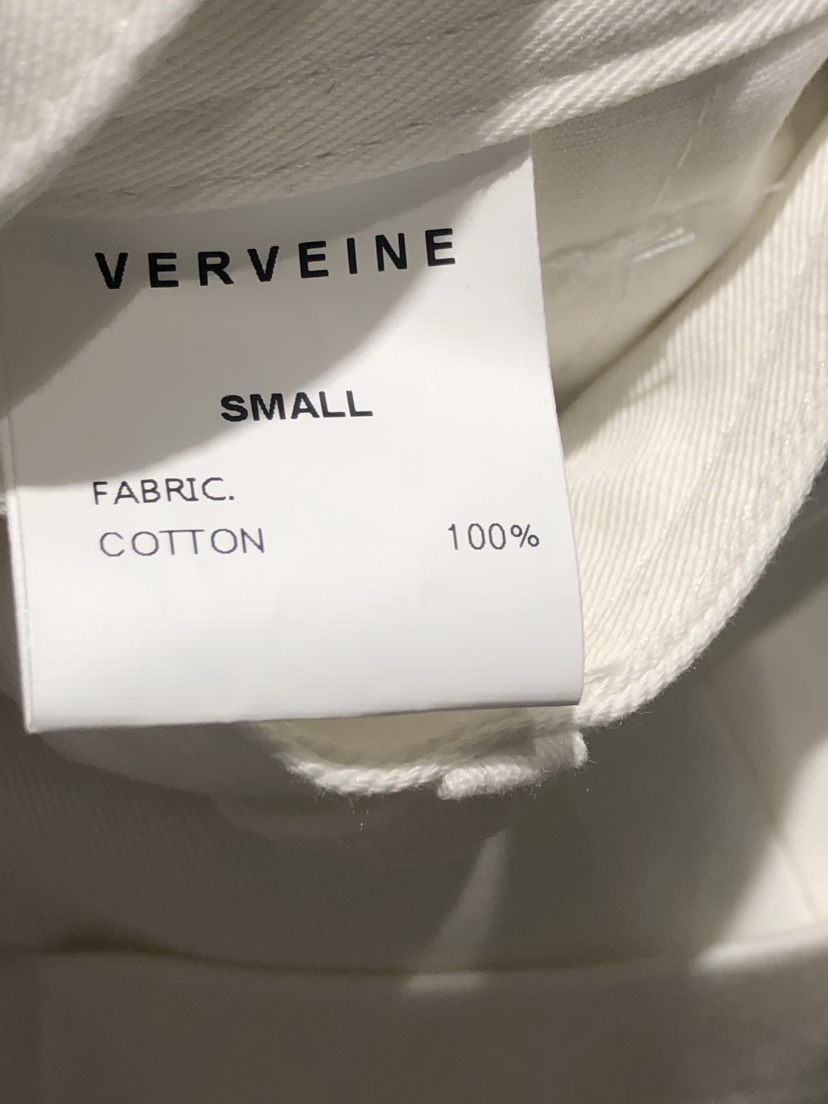 VERVEINE
SMALL
FABRIC.
COTTON 100%